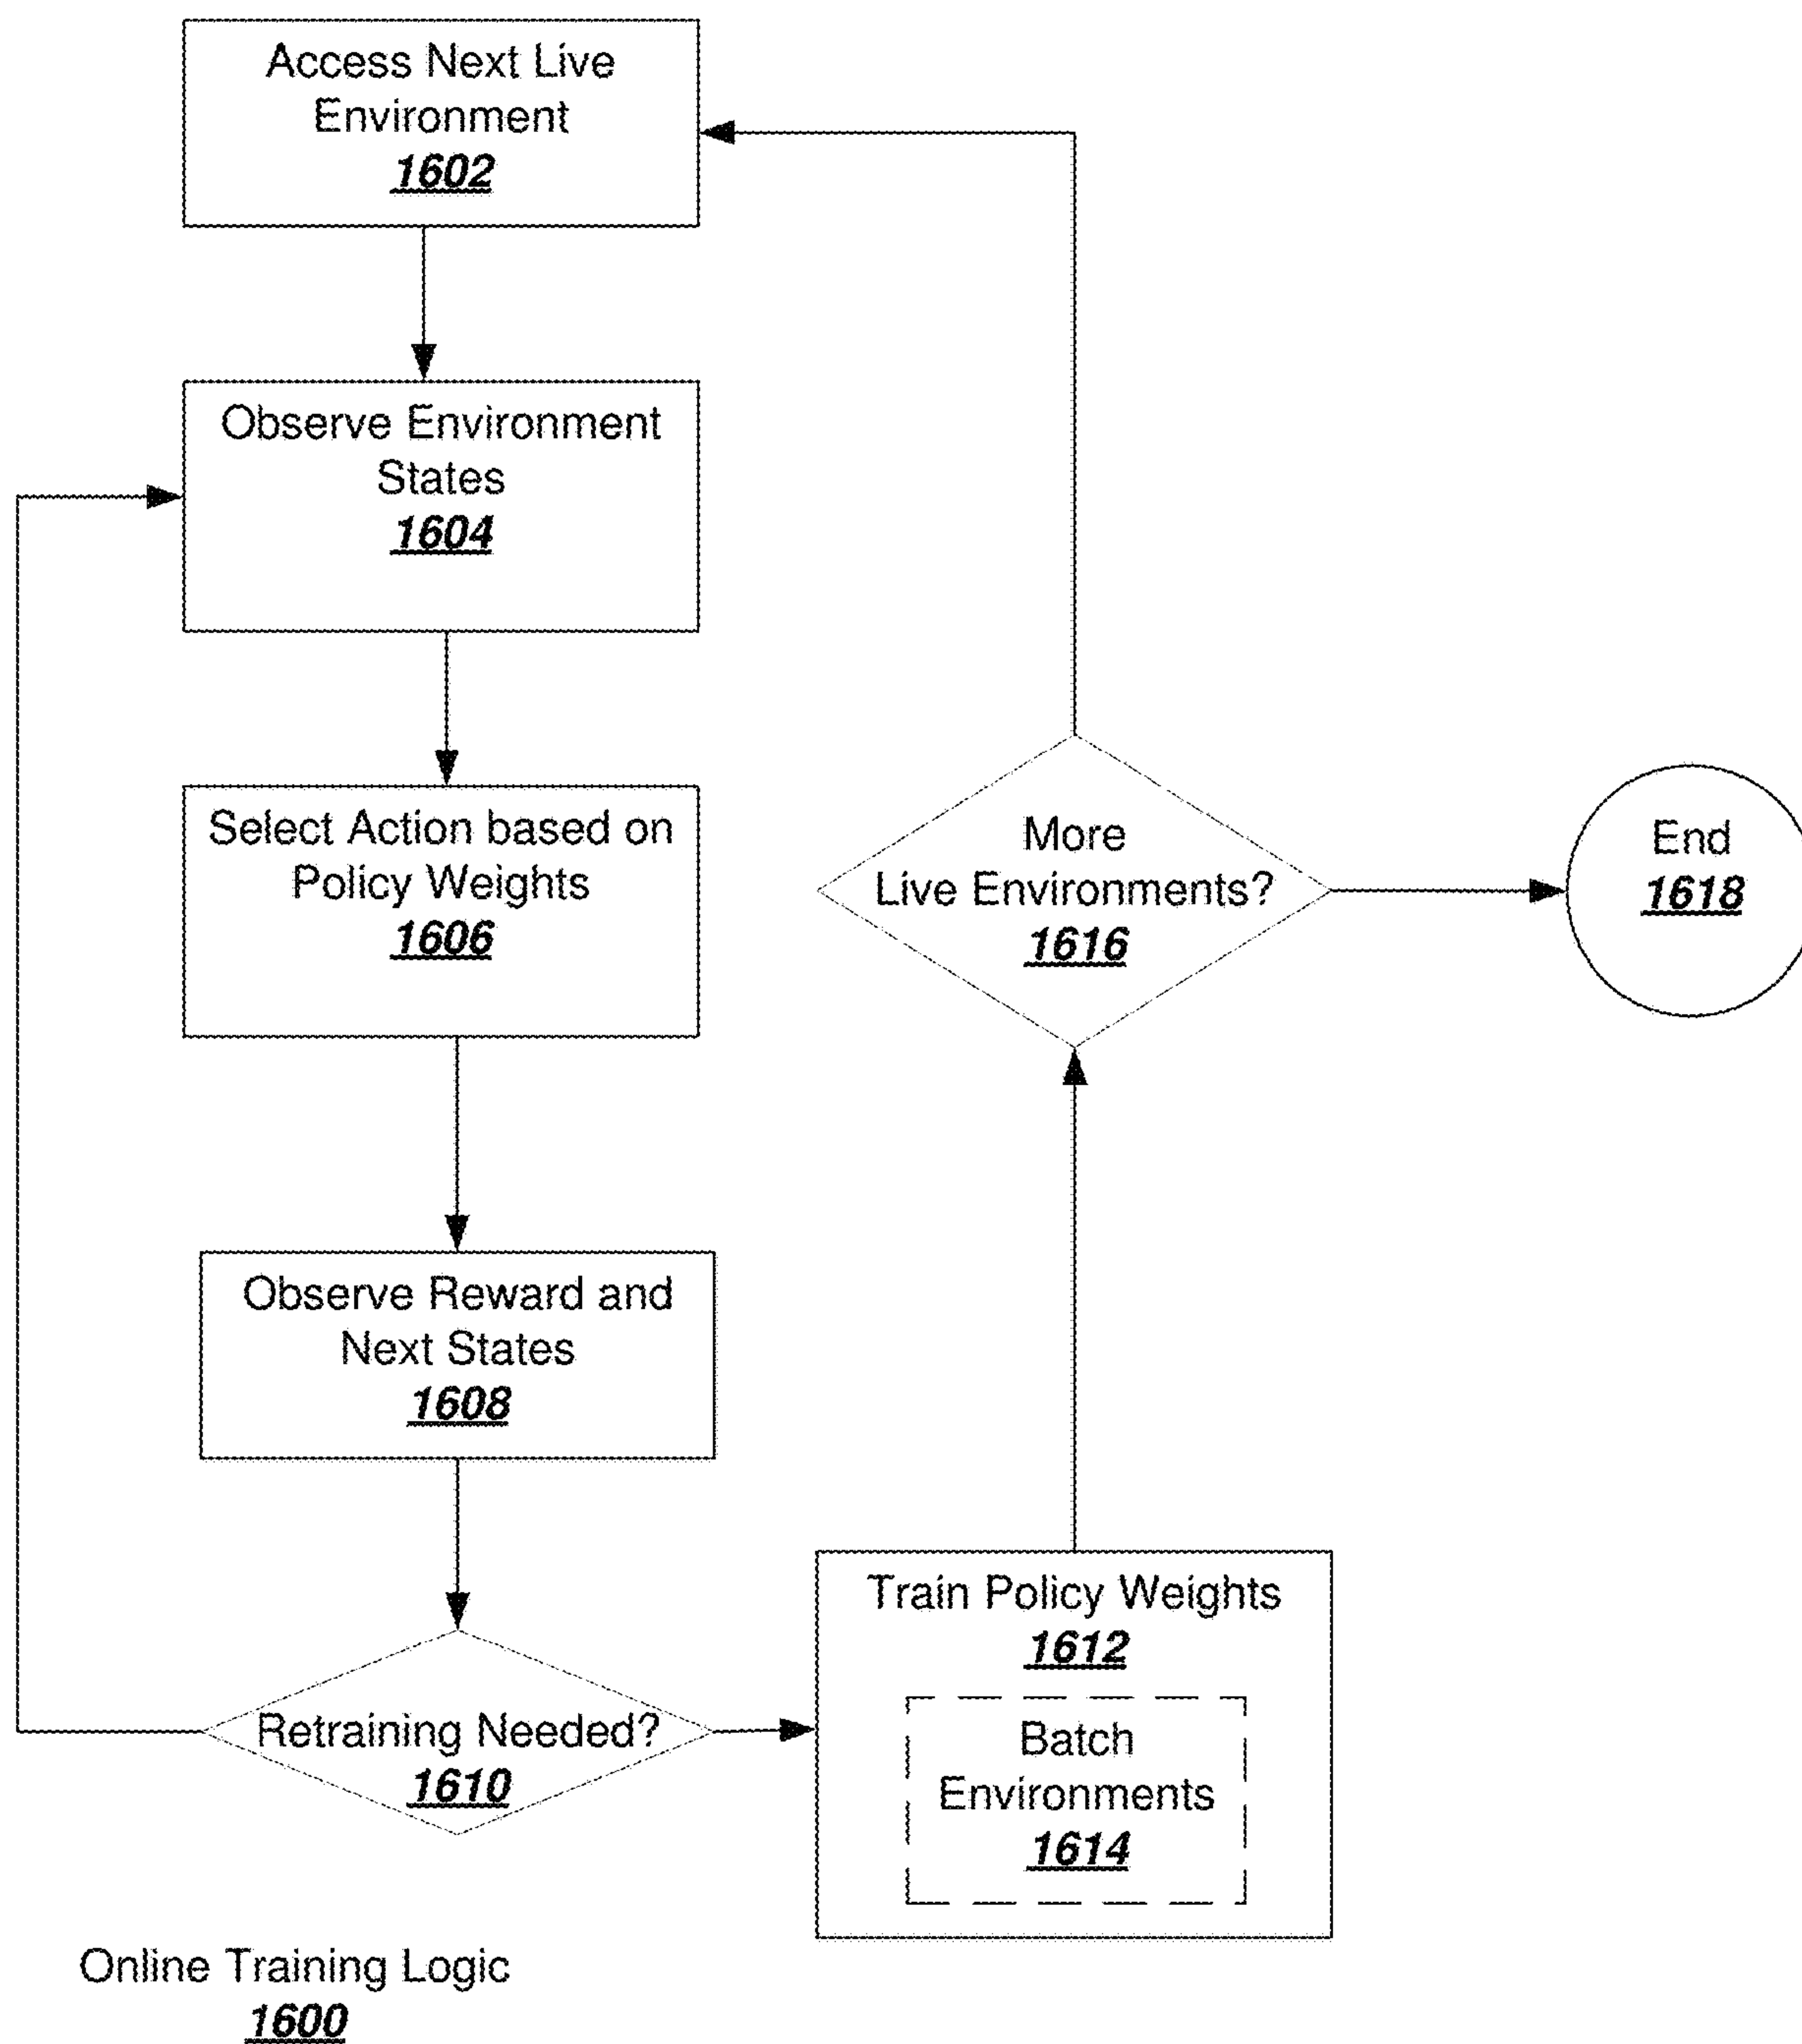 Access Next Live
Environment
1602
Observe Environment
States
1604
Select Action based on
Policy Weights
1606
More
Live Environments?
1616
End
1618
Observe Reward and
Next States
1608
Retraining Needed?
1610
Train Policy Weights
1612
Batch
Environments
1614
Online Training Logic
1600